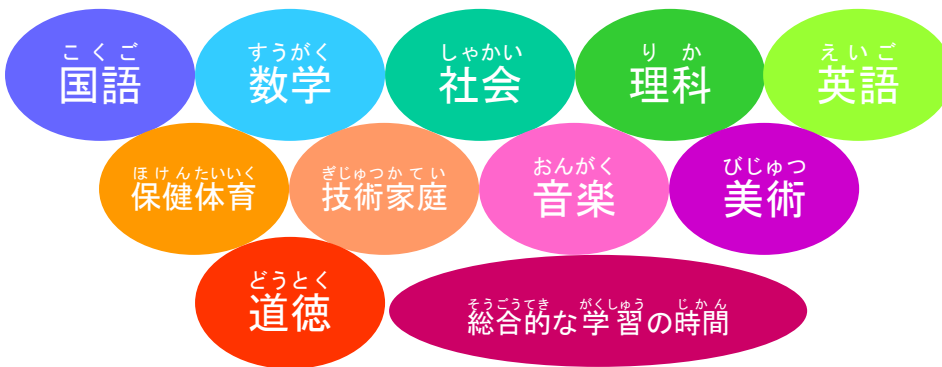 こくご
国語
すうがく
数学
しゃかい
社会
りか
理科
えいご
英語
ほけんたいいく
保健体育
ぎじゅつかてい
技術家庭
おんがく
音楽
びじゅつ
美術
どうとく
道徳
そうごうてき がくしゅう じかん
総合的な学習の時間